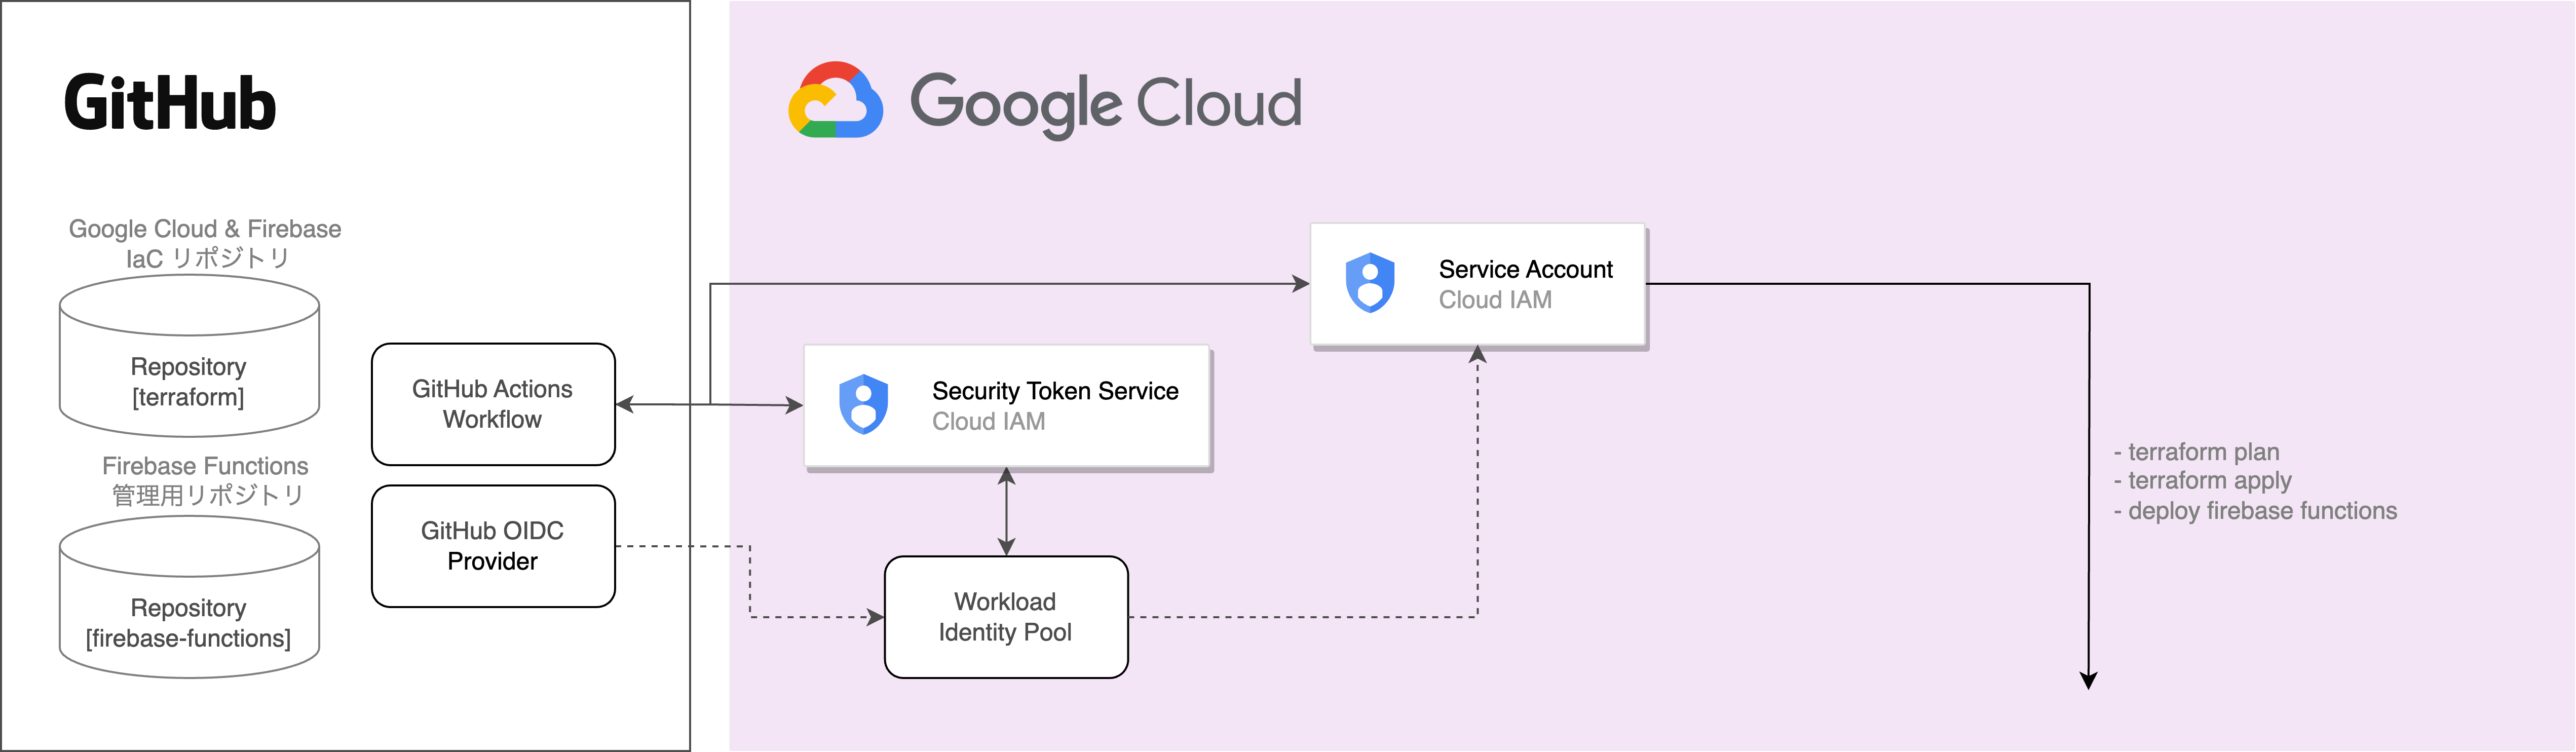 GitHub
Google Cloud
Google Cloud & Firebase
IaC リポジトリ
Repository
[terraform]
Firebase Functions
管理用リポジトリ
Repository
[firebase-functions]
GitHub Actions
Workflow
GitHub OIDC
Provider
Security Token Service
Cloud IAM
Workload
Identity Pool
Service Account
Cloud IAM
- terraform plan
- terraform apply
- deploy firebase functions